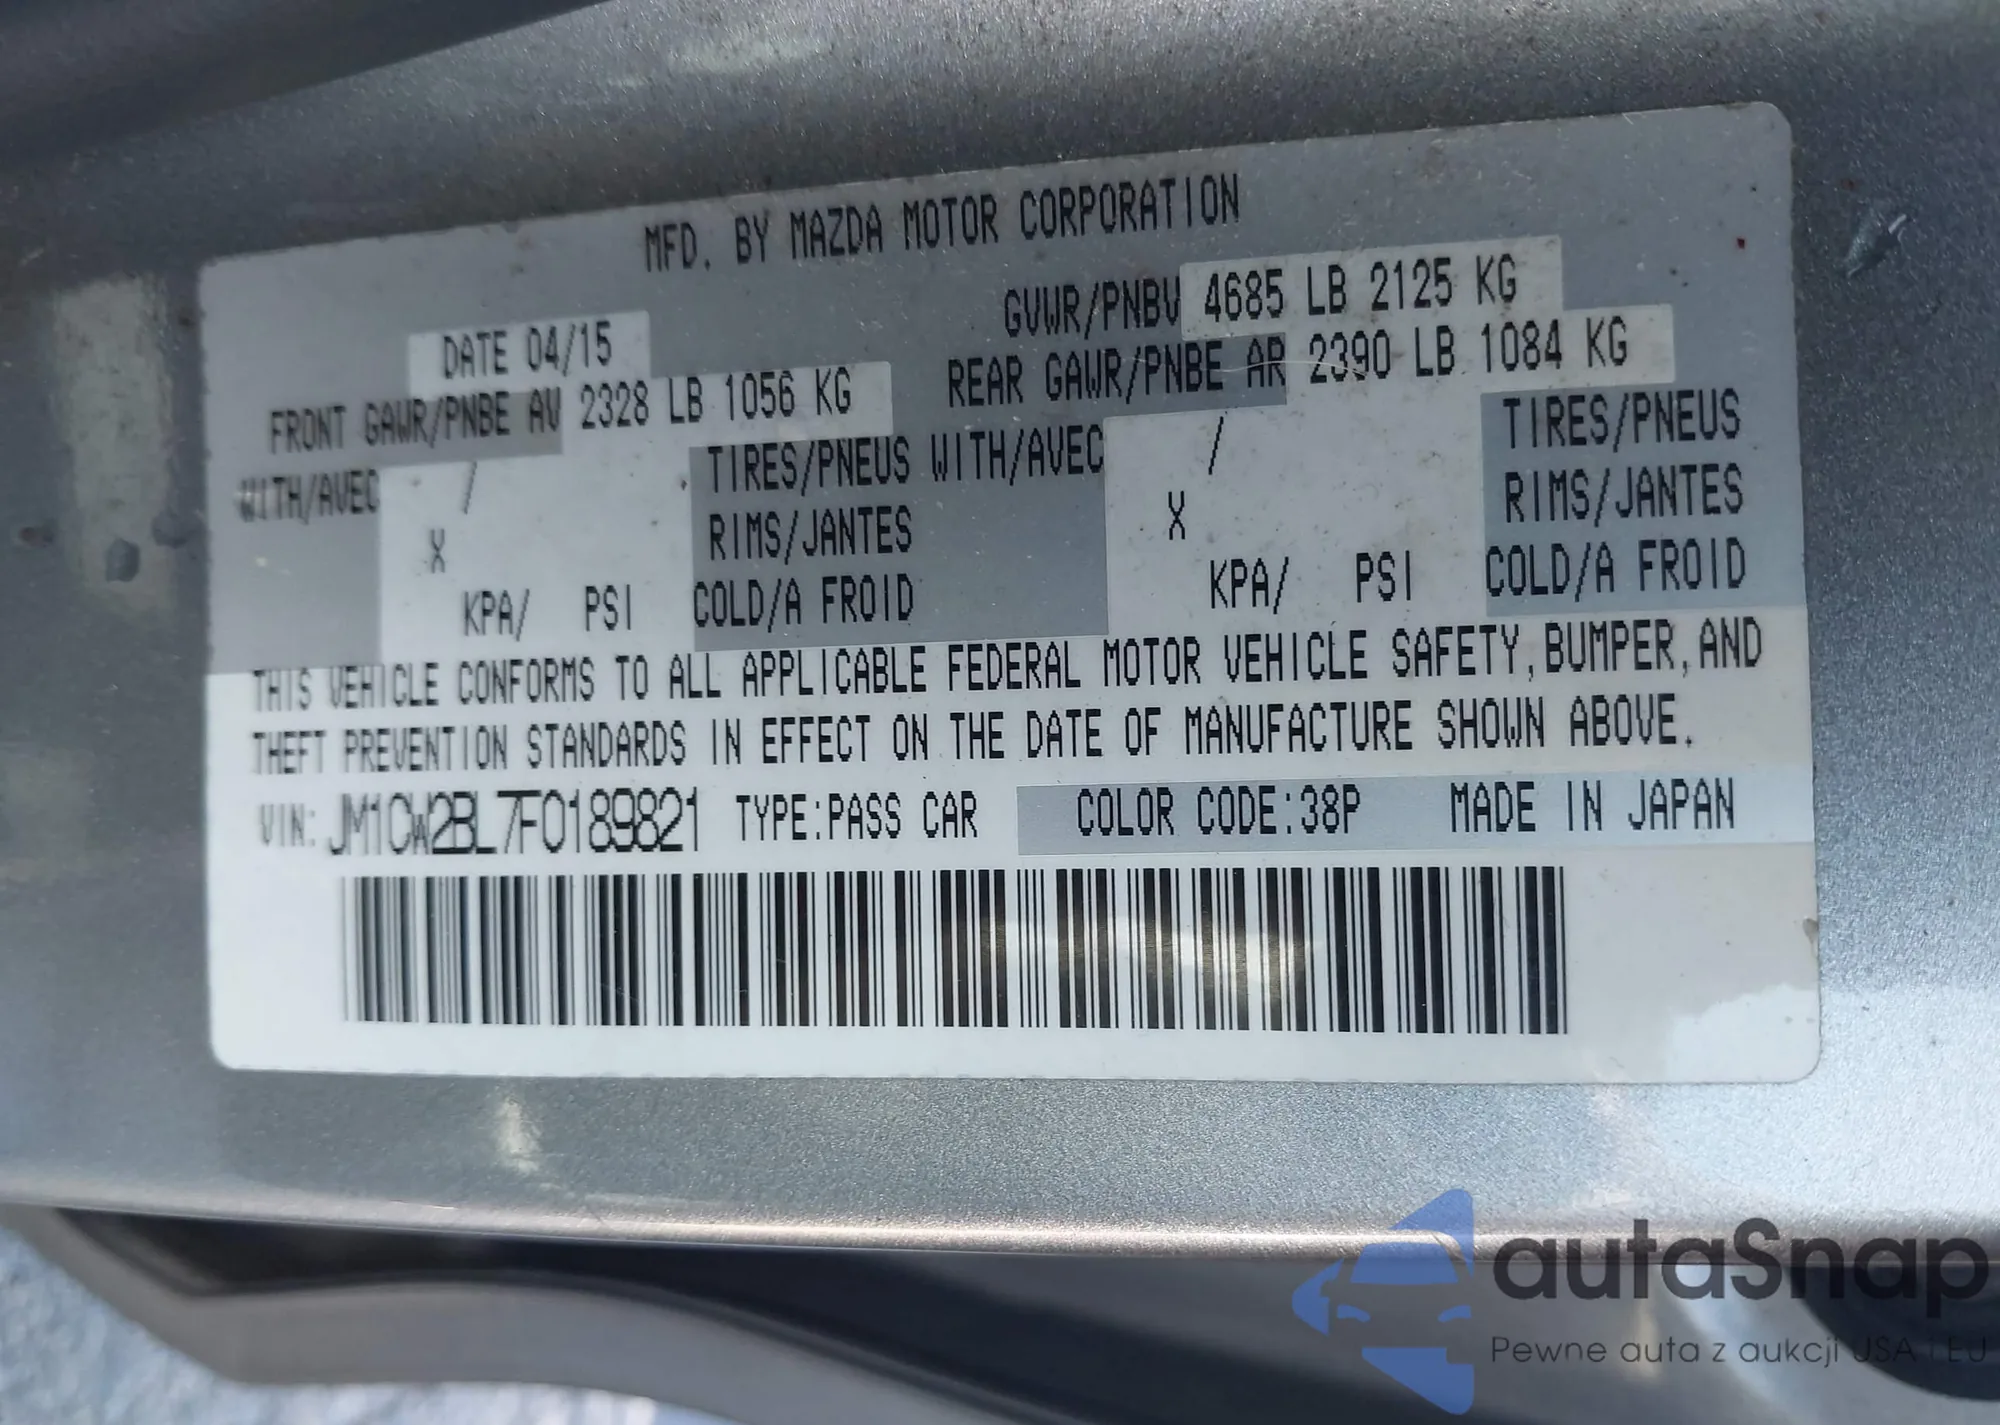 MFD. BY MAZDA MOTOR CORPORATION
DATE 04/15 GVWR/PNBV 4685 LB 2125 KG
FRONT GAWR/PNBE AV 2328 LB 1056 KG REAR GAWR/PNBE AR 2390 LB 1084 KG
WITH/AVEC / TIRES/PNEUS WITH/AVEC / TIRES/PNEUS
X RIMS/JANTES X RIMS/JANTES
KPA/ PSI COLD/A FROID KPA/ PSI COLD/A FROID
THIS VEHICLE CONFORMS TO ALL APPLICABLE FEDERAL MOTOR VEHICLE SAFETY, BUMPER, AND
THEFT PREVENTION STANDARDS IN EFFECT ON THE DATE OF MANUFACTURE SHOWN ABOVE.
VIN: JM1CW2BL7F0189821 TYPE:PASS CAR COLOR CODE:38P MADE IN JAPAN
autaSnap
Pewne auta z aukcji USA i EU